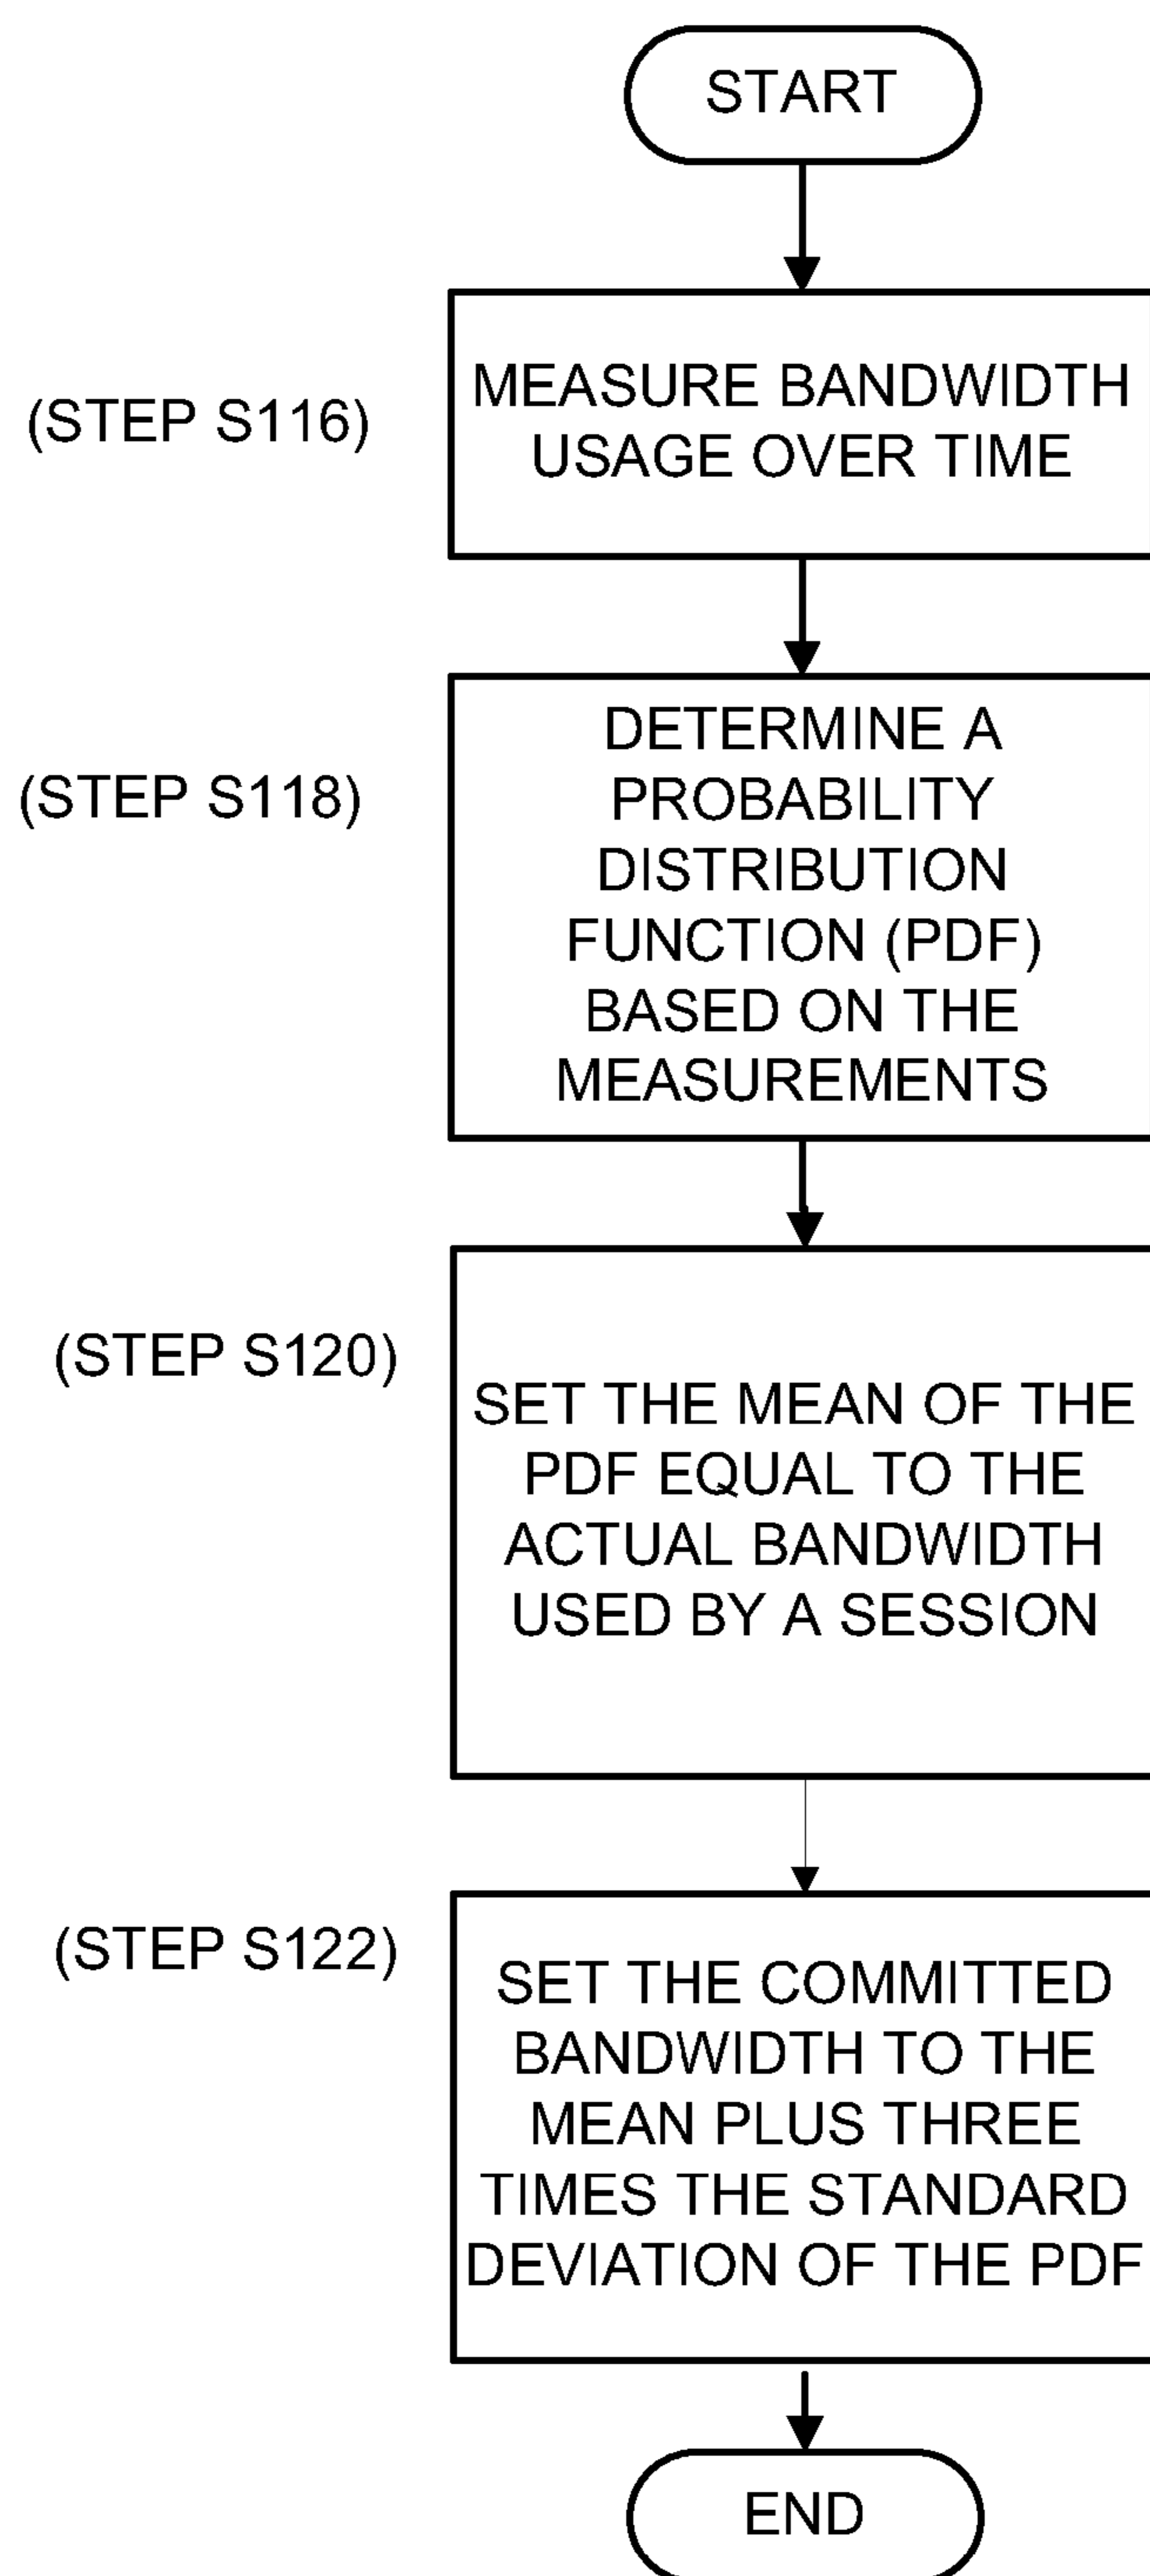 START
(STEP S116)
MEASURE BANDWIDTH
USAGE OVER TIME
(STEP S118)
DETERMINE A
PROBABILITY
DISTRIBUTION
FUNCTION (PDF)
BASED ON THE
MEASUREMENTS
(STEP S120)
SET THE MEAN OF THE
PDF EQUAL TO THE
ACTUAL BANDWIDTH
USED BY A SESSION
(STEP S122)
SET THE COMMITTED
BANDWIDTH TO THE
MEAN PLUS THREE
TIMES THE STANDARD
DEVIATION OF THE PDF
END